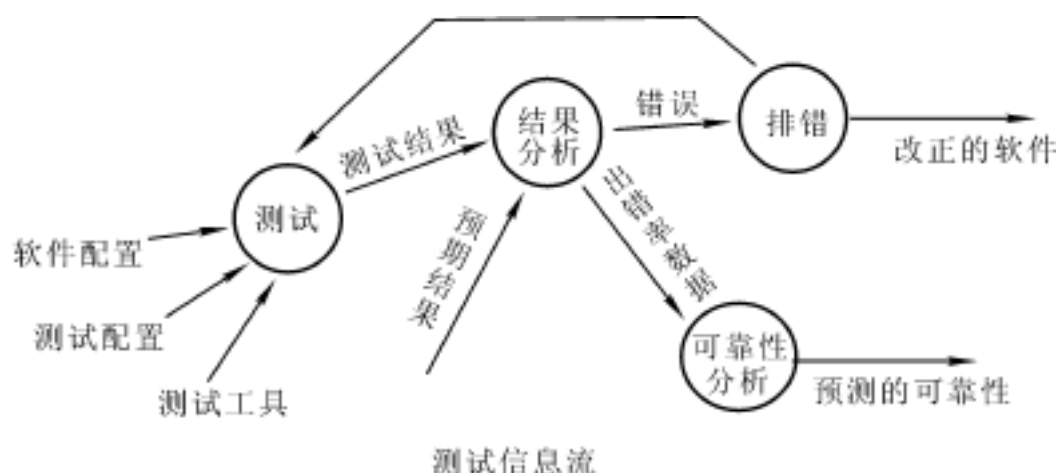 测试结果
结果
分析
错误
排错
改正的软件
测试
软件配置
测试配置
测试工具
预期结果
出错率数据
可靠性
分析
预测的可靠性
测试信息流